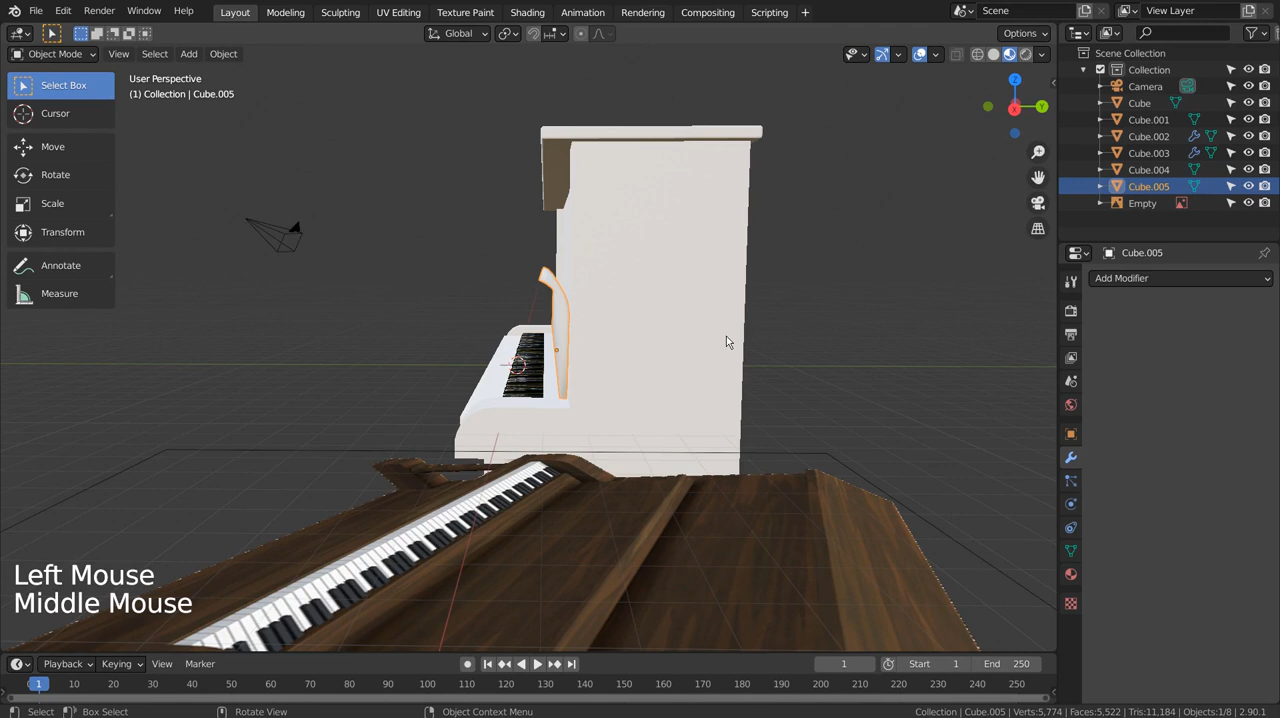 File Edit Render Window Help Layout Modeling Sculpting UV Editing Texture Paint Shading Animation Rendering Compositing Scripting + Scene View Layer
Global Options
Object Mode View Select Add Object
Select Box
Cursor
Move
Rotate
Scale
Transform
Annotate
Measure
User Perspective
(1) Collection | Cube.005
Z
Y
X
Left Mouse
Middle Mouse
Scene Collection
Collection
Camera
Cube
Cube.001
Cube.002
Cube.003
Cube.004
Cube.005
Empty
Cube.005
Add Modifier
Playback Keying View Marker 1 Start 1 End 250
1 10 20 30 40 50 60 70 80 90 100 110 120 130 140 150 160 170 180 190 200 210 220 230 240 250
Select Box Select Rotate View Object Context Menu Collection | Cube.005 | Verts:5,774 | Faces:5,522 | Tris:11,184 | Objects:1/8 | 2.90.1